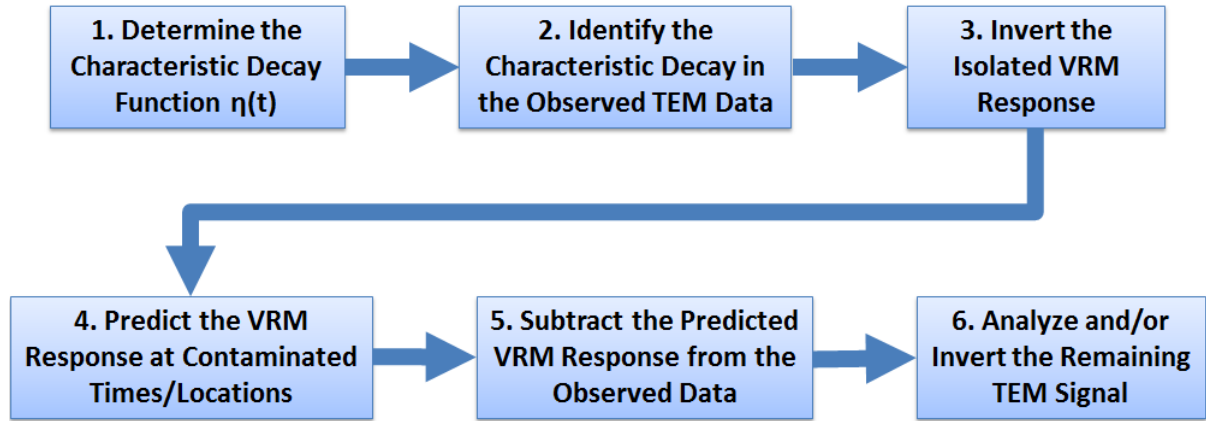 1. Determine the
Characteristic Decay
Function η(t)
2. Identify the
Characteristic Decay in
the Observed TEM Data
3. Invert the
Isolated VRM
Response
4. Predict the VRM
Response at Contaminated
Times/Locations
5. Subtract the Predicted
VRM Response from the
Observed Data
6. Analyze and/or
Invert the Remaining
TEM Signal